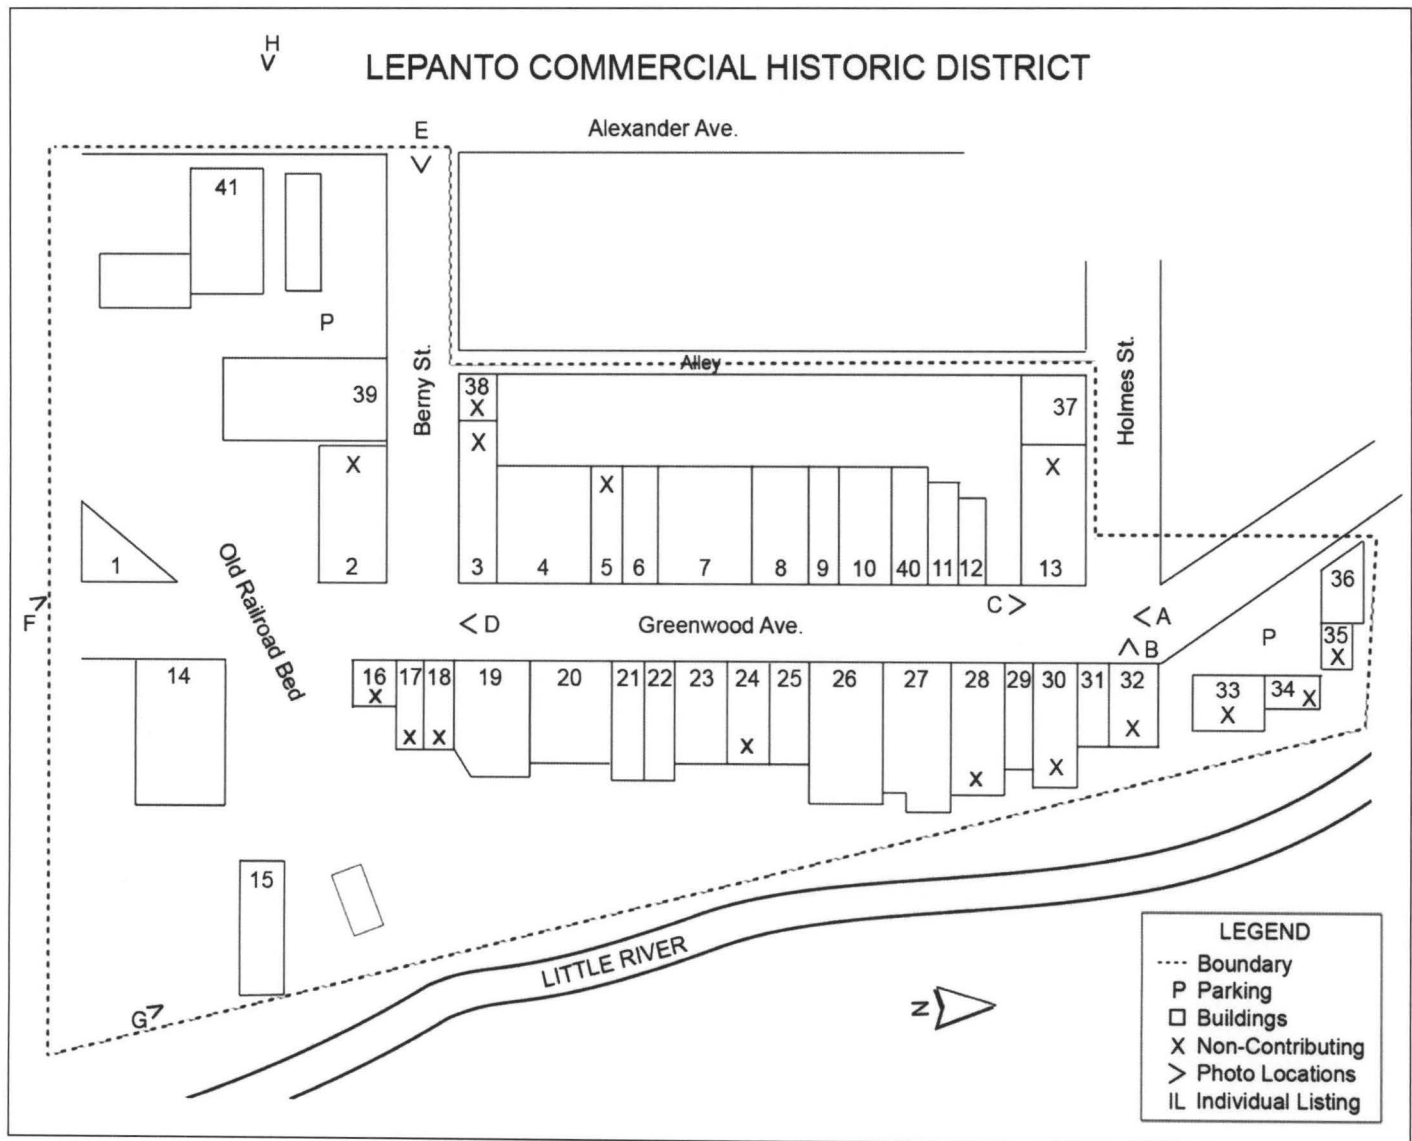 H
LEPANTO COMMERCIAL HISTORIC DISTRICT
E
Alexander Ave.
41
P
Berny St.
Alley
Holmes St.
39
38
X
37
X
X
X
X
1
2
3
4
5
6
7
8
9
10
40
11
12
13
36
F
Old Railroad Bed
D
Greenwood Ave.
C
A
B
P
35
X
14
16
X
17
X
18
X
19
20
21
22
23
24
X
25
26
27
28
X
29
30
X
31
32
X
33
X
34
X
15
G
LITTLE RIVER
N
LEGEND
Boundary
P Parking
Buildings
X Non-Contributing
Photo Locations
IL Individual Listing